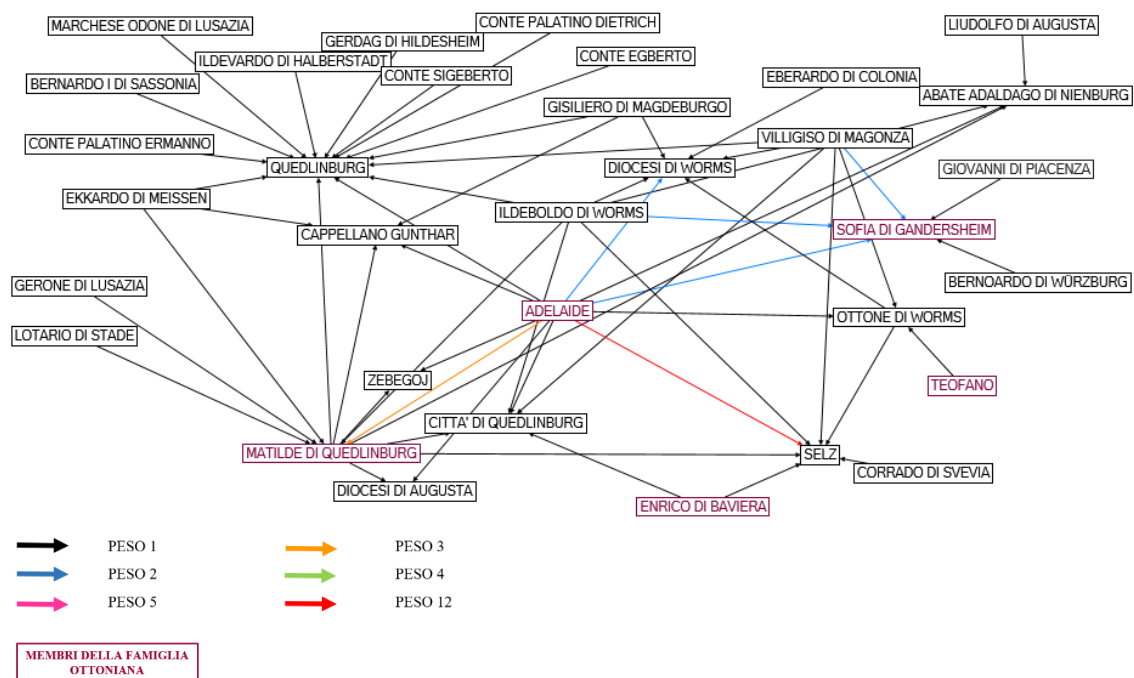 CONTE PALATINO DIETRICH
MARCHESE ODONE DI LUSAZIA
LIUDOLFO DI AUGUSTA
GERDAG DI HILDESHEIM
ILDEVARDO DI HALBERSTADT
CONTE EGBERTO
CONTE SIGEBERTO
EBERARDO DI COLONIA
BERNARDO I DI SASSONIA
ABATE ADALDAGO DI NIENBURG
GISILIERO DI MAGDEBURGO
VILLIGISO DI MAGONZA
CONTE PALATINO ERMANNO
QUEDLINBURG
DIOCESI DI WORMS
GIOVANNI DI PIACENZA
EKKARDO DI MEISSEN
ILDEBOLDO DI WORMS
SOFIA DI GANDERSHEIM
CAPPELLANO GUNTHAR
BERNOARDO DI WÜRZBURG
GERONE DI LUSAZIA
ADELAIDE
OTTONE DI WORMS
LOTARIO DI STADE
ZEBEGOJ
TEOFANO
CITTA' DI QUEDLINBURG
MATILDE DI QUEDLINBURG
SELZ
CORRADO DI SVEVIA
DIOCESI DI AUGUSTA
ENRICO DI BAVIERA
PESO 1
PESO 3
PESO 2
PESO 4
PESO 5
PESO 12
MEMBRI DELLA FAMIGLIA
OTTONIANA